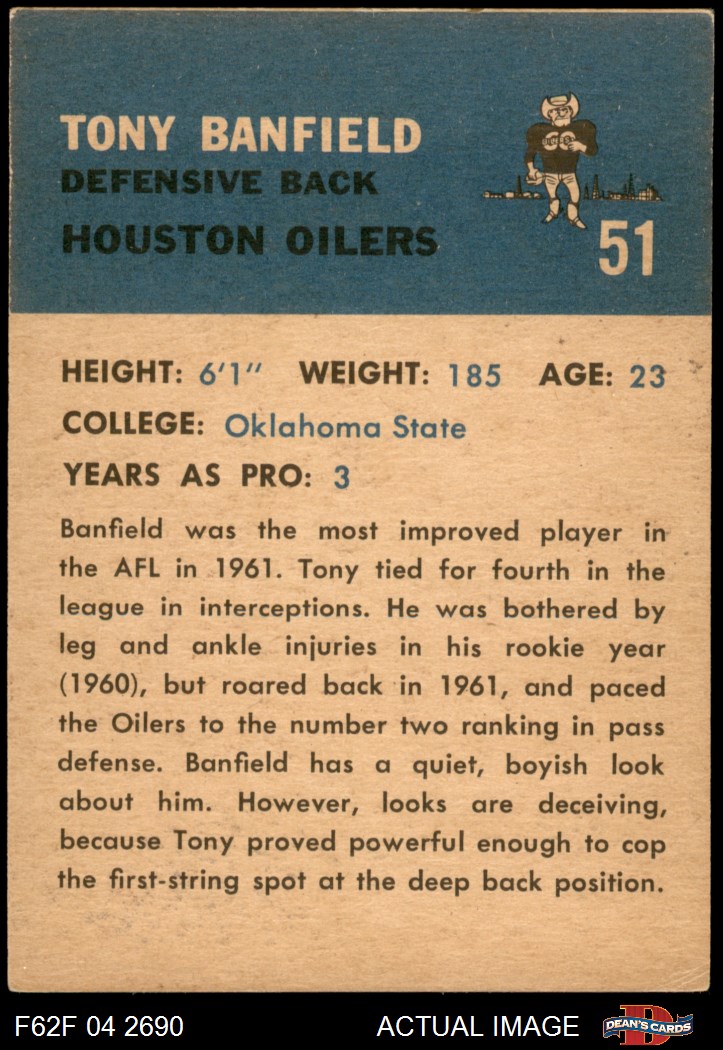 TONY BANFIELD
DEFENSIVE BACK
HOUSTON OILERS
51
HEIGHT: 6'1" WEIGHT: 185 AGE: 23
COLLEGE: Oklahoma State
YEARS AS PRO: 3
Banfield was the most improved player in
the AFL in 1961. Tony tied for fourth in the
league in interceptions. He was bothered by
leg and ankle injuries in his rookie year
(1960), but roared back in 1961, and paced
the Oilers to the number two ranking in pass
defense. Banfield has a quiet, boyish look
about him. However, looks are deceiving,
because Tony proved powerful enough to cop
the first-string spot at the deep back position.
F62F 04 2690 ACTUAL IMAGE
D
DEAN'S CARDS